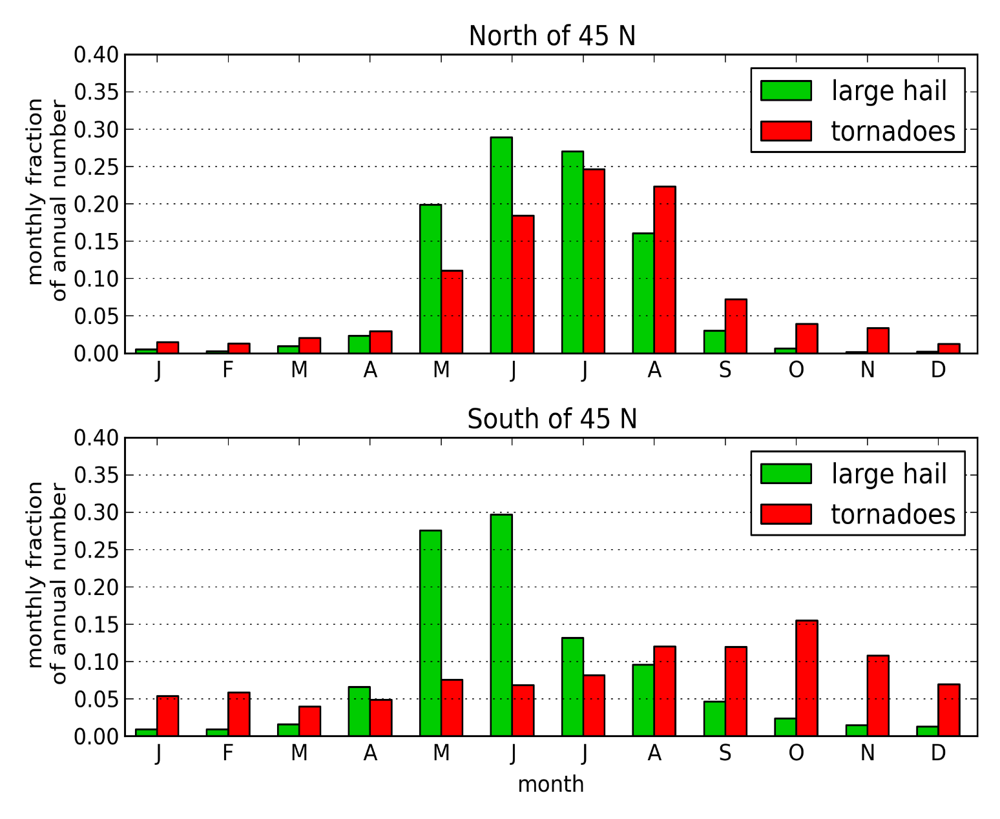 North of 45 N
0.40
0.35
0.30
0.25
0.20
0.15
0.10
0.05
0.00
monthly fraction
of annual number
large hail
tornadoes
J F M A M J J A S O N D
South of 45 N
0.40
0.35
0.30
0.25
0.20
0.15
0.10
0.05
0.00
monthly fraction
of annual number
large hail
tornadoes
J F M A M J J A S O N D
month